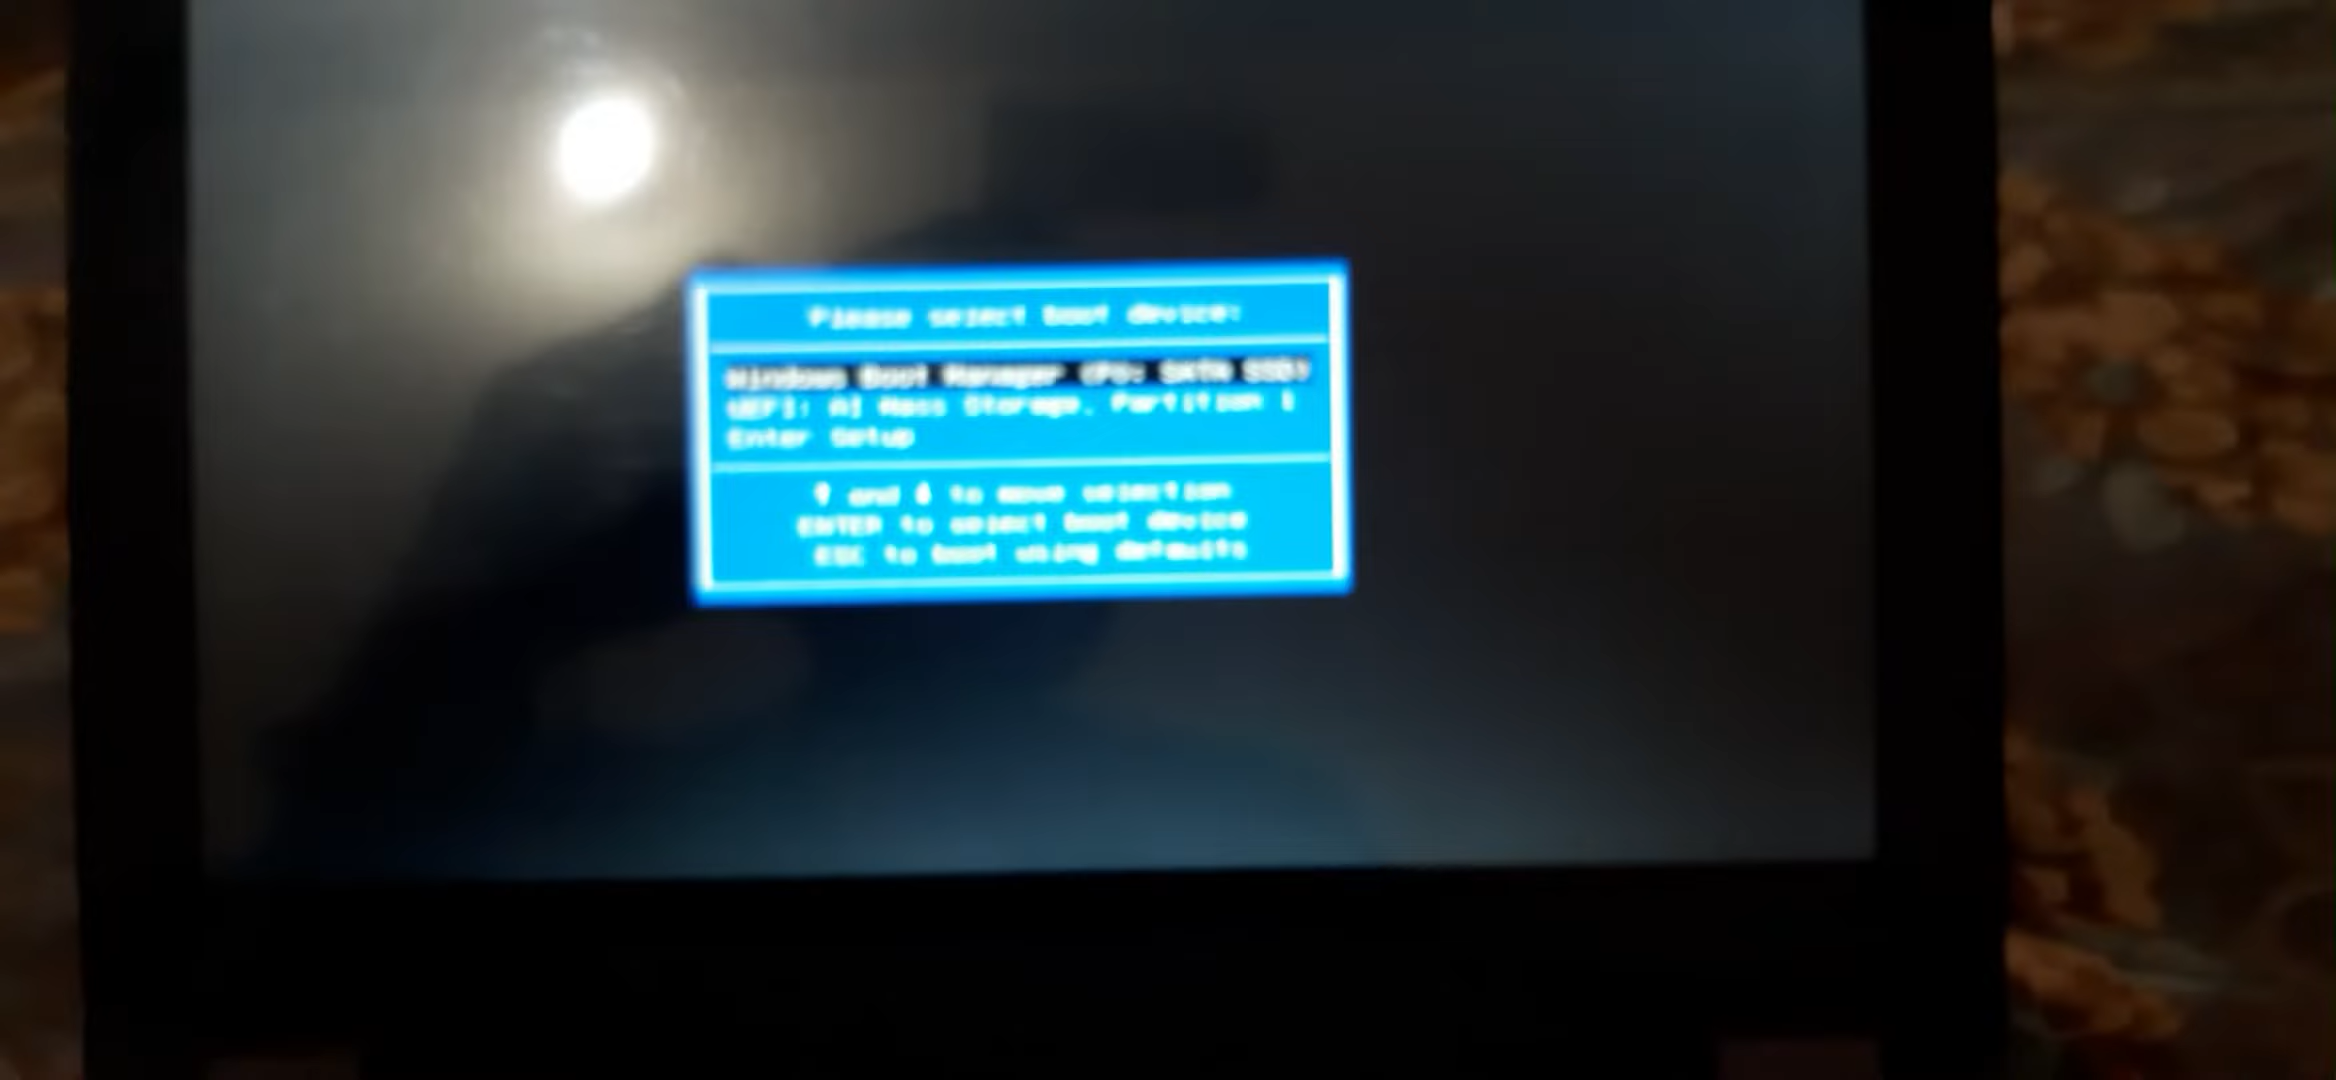 Please select boot device:
Windows Boot Manager (P0: SATA SSD)
UEFI: AI Mass Storage, Partition 1
Enter Setup
↑ and ↓ to move selection
ENTER to select boot device
ESC to boot using defaults